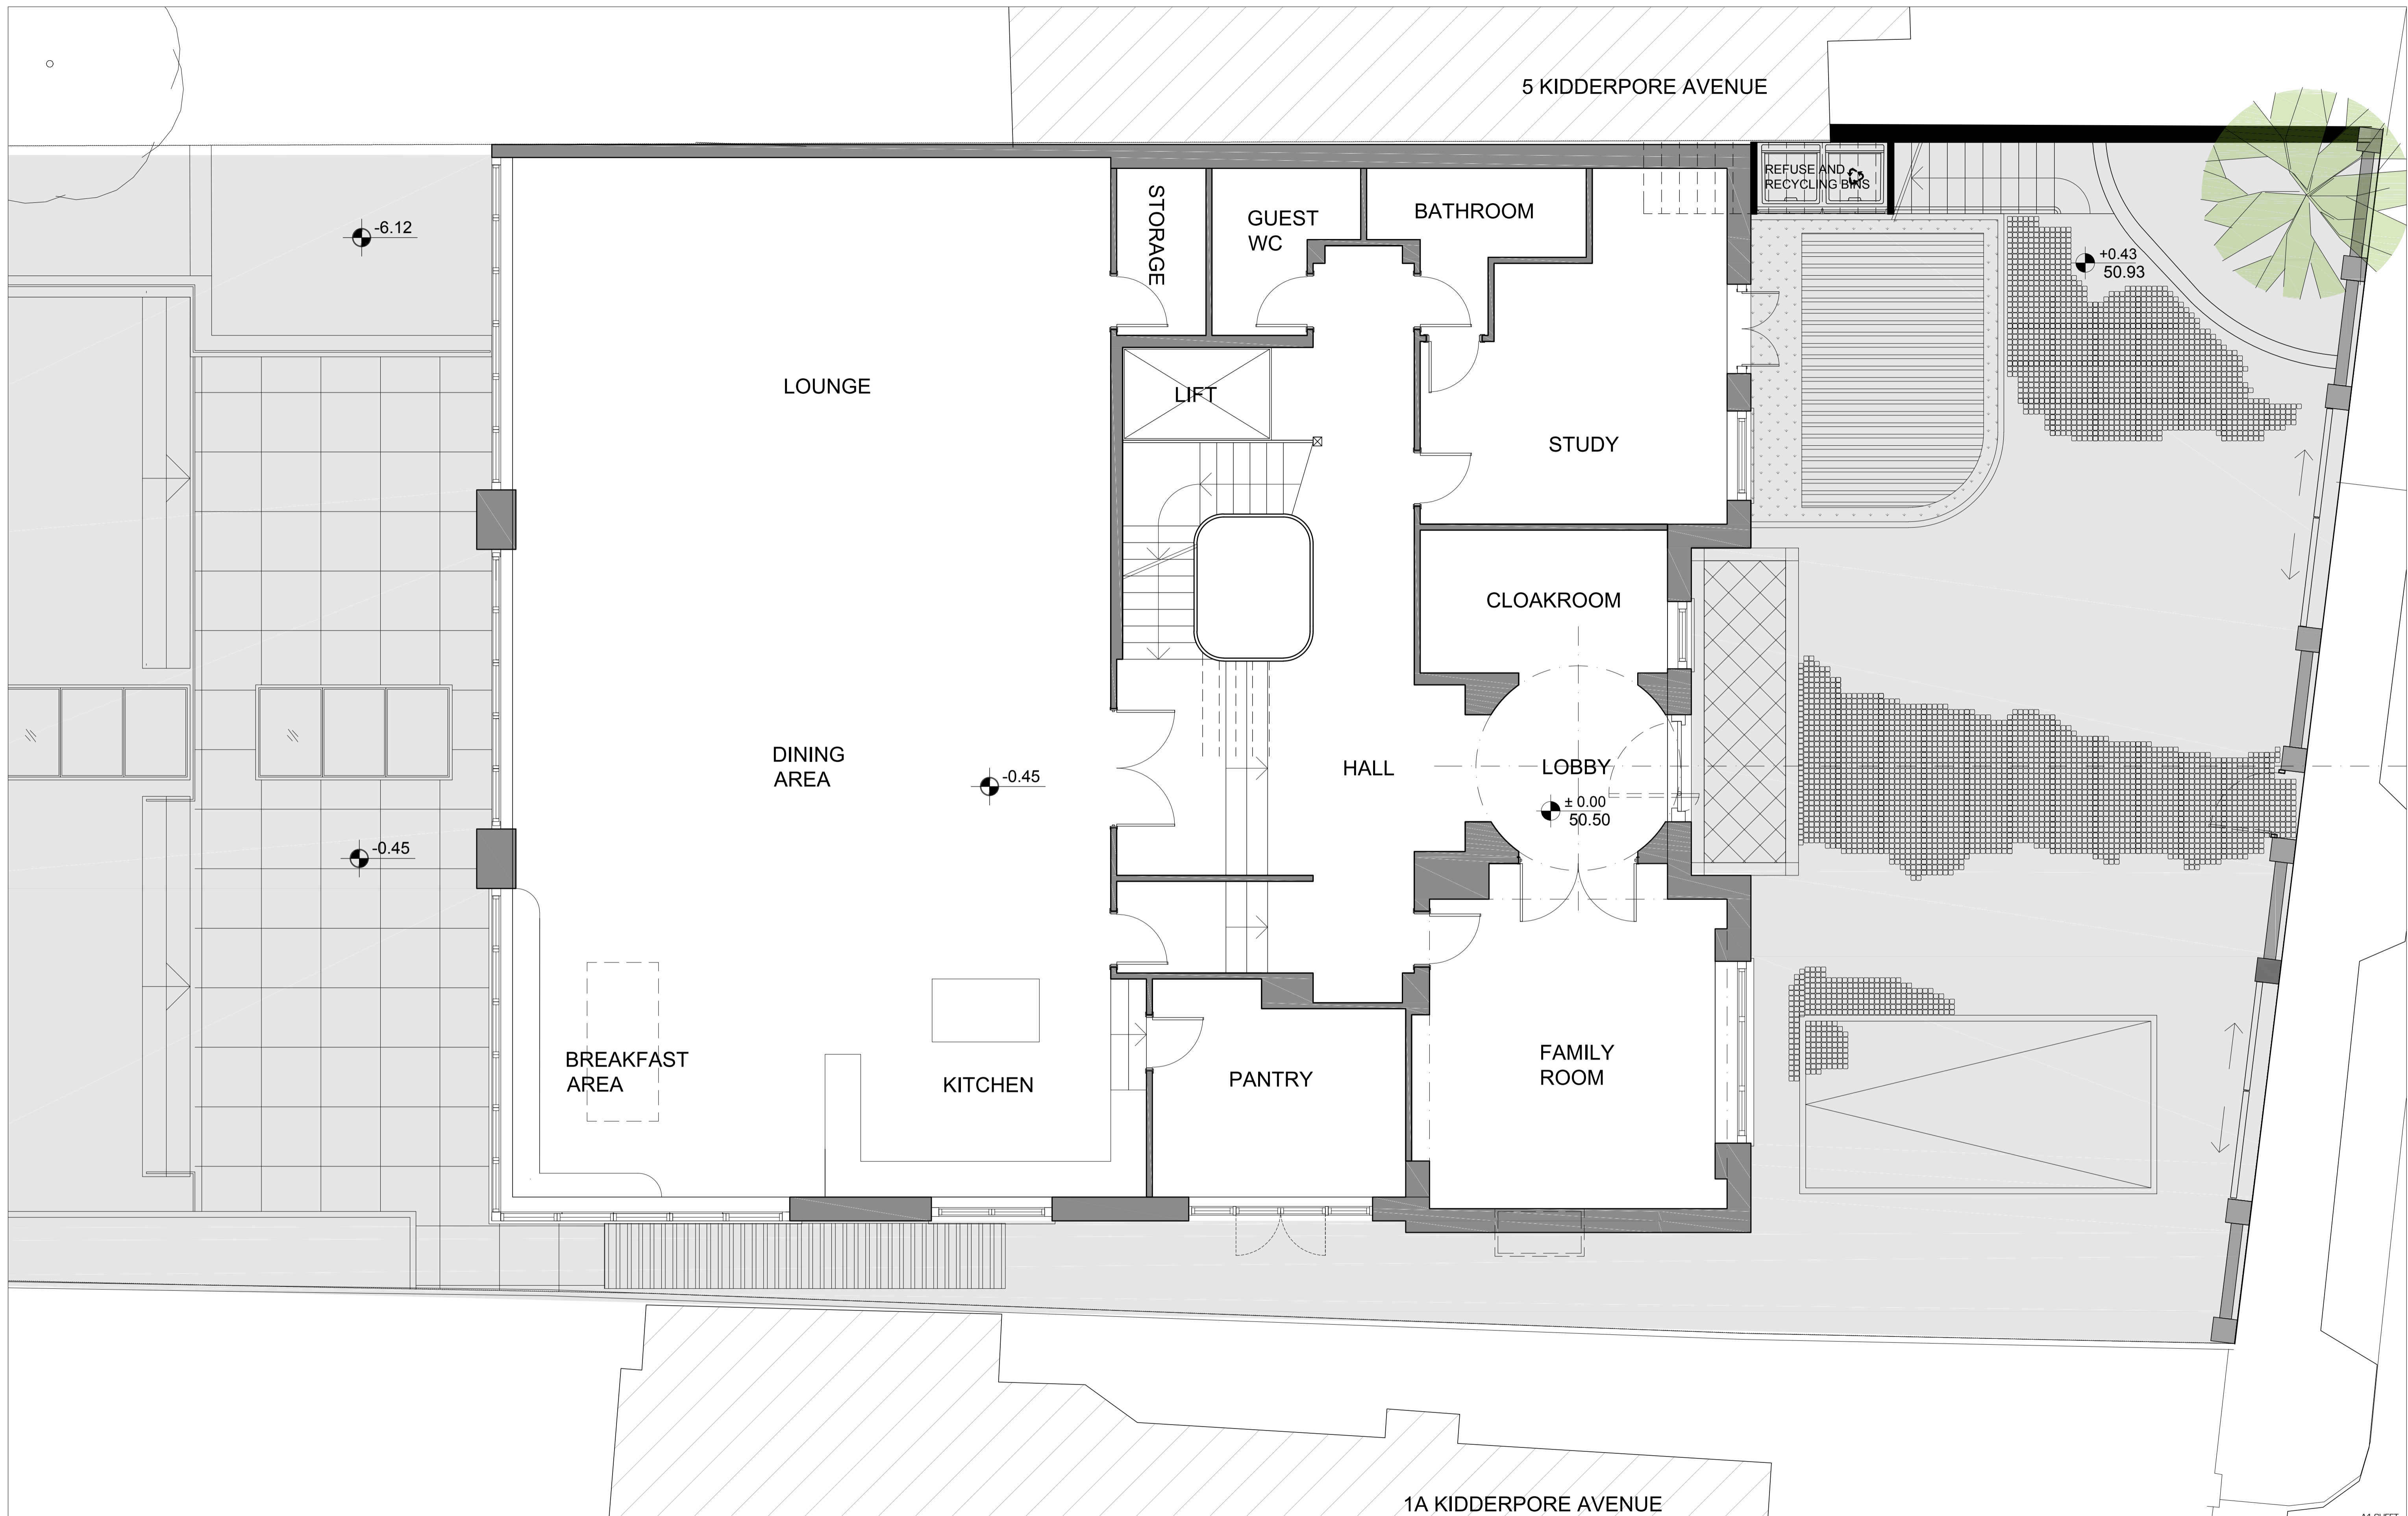 5 KIDDERPORE AVENUE
REFUSE AND
RECYCLING BINS
STORAGE
GUEST
WC
BATHROOM
-6.12
+0.43
50.93
LOUNGE
LIFT
STUDY
CLOAKROOM
DINING
AREA
-0.45
HALL
LOBBY
± 0.00
50.50
-0.45
BREAKFAST
AREA
KITCHEN
PANTRY
FAMILY
ROOM
1A KIDDERPORE AVENUE